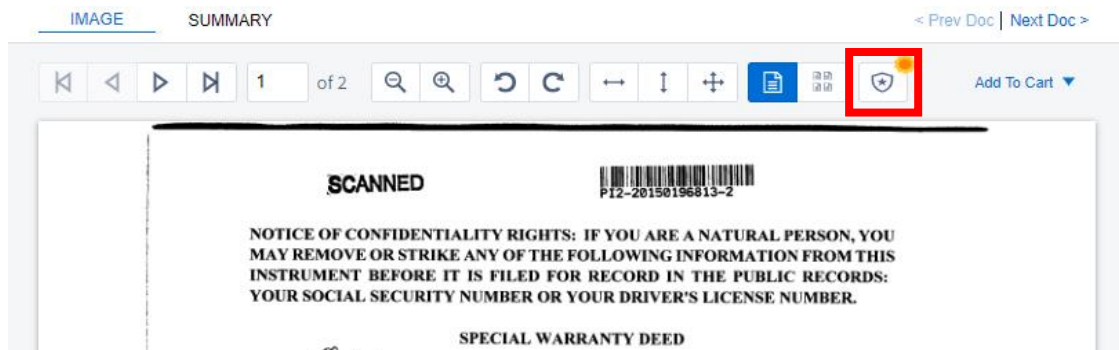 IMAGE SUMMARY < Prev Doc | Next Doc >
1 of 2 Add To Cart ▼
SCANNED
PI2-20150196813-2
NOTICE OF CONFIDENTIALITY RIGHTS: IF YOU ARE A NATURAL PERSON, YOU
MAY REMOVE OR STRIKE ANY OF THE FOLLOWING INFORMATION FROM THIS
INSTRUMENT BEFORE IT IS FILED FOR RECORD IN THE PUBLIC RECORDS:
YOUR SOCIAL SECURITY NUMBER OR YOUR DRIVER'S LICENSE NUMBER.
SPECIAL WARRANTY DEED